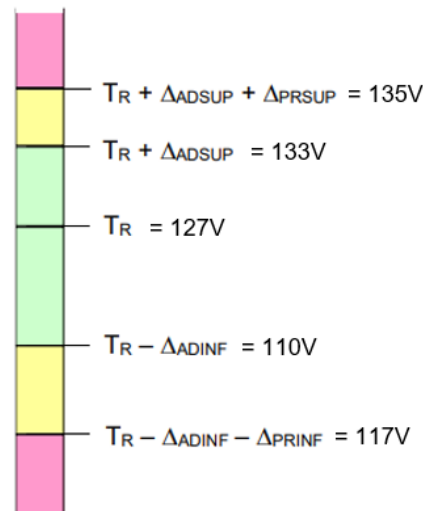 TR + ΔADSUP + ΔPRSUP = 135V
TR + ΔADSUP = 133V
TR = 127V
TR − ΔADINF = 110V
TR − ΔADINF − ΔPRINF = 117V